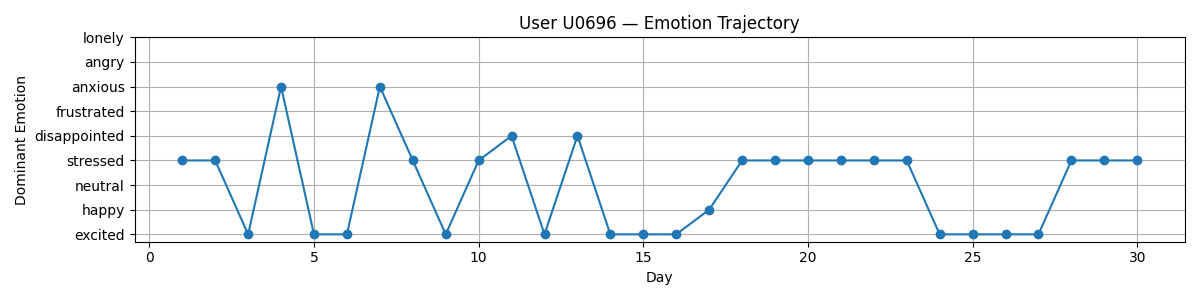 User U0696 — Emotion Trajectory
Dominant Emotion
lonely
angry
anxious
frustrated
disappointed
stressed
neutral
happy
excited
0 5 10 15 20 25 30
Day